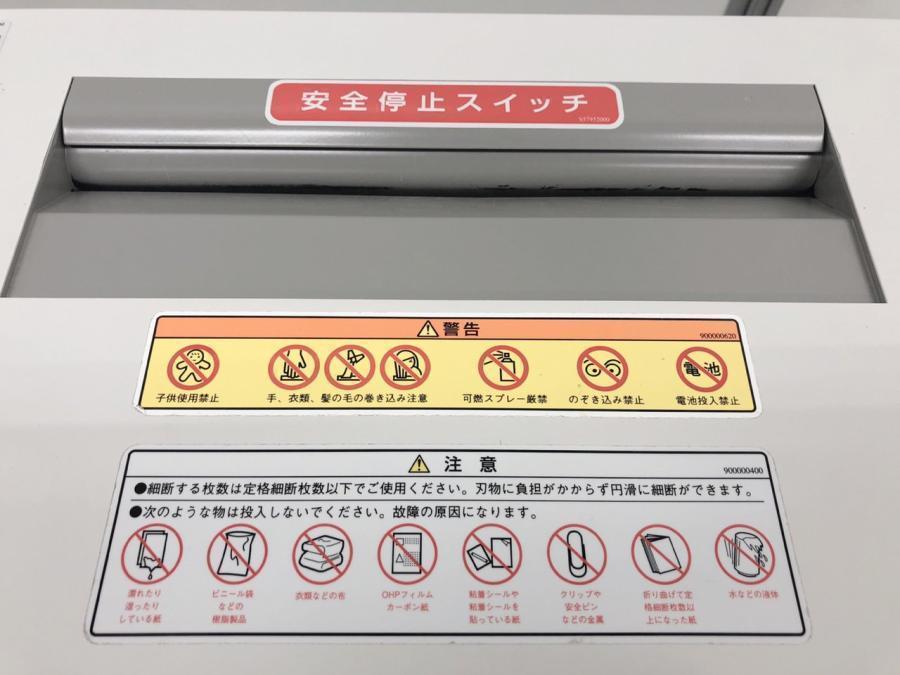 安全停止スイッチ
S57952000
⚠警告
900000620
電池
子供使用禁止
手、衣類、髪の毛の巻き込み注意
可燃スプレー厳禁
のぞき込み禁止
電池投入禁止
⚠ 注意
900000400
●細断する枚数は定格細断枚数以下でご使用ください。刃物に負担がかからず円滑に細断ができます。
●次のような物は投入しないでください。故障の原因になります。
濡れたり
湿ったり
している紙
ビニール袋
などの
樹脂製品
衣類などの布
OHPフィルム
カーボン紙
粘着シールや
粘着シールを
貼っている紙
クリップや
安全ピン
などの金属
折り曲げて定
格細断枚数以
上になった紙
水などの液体